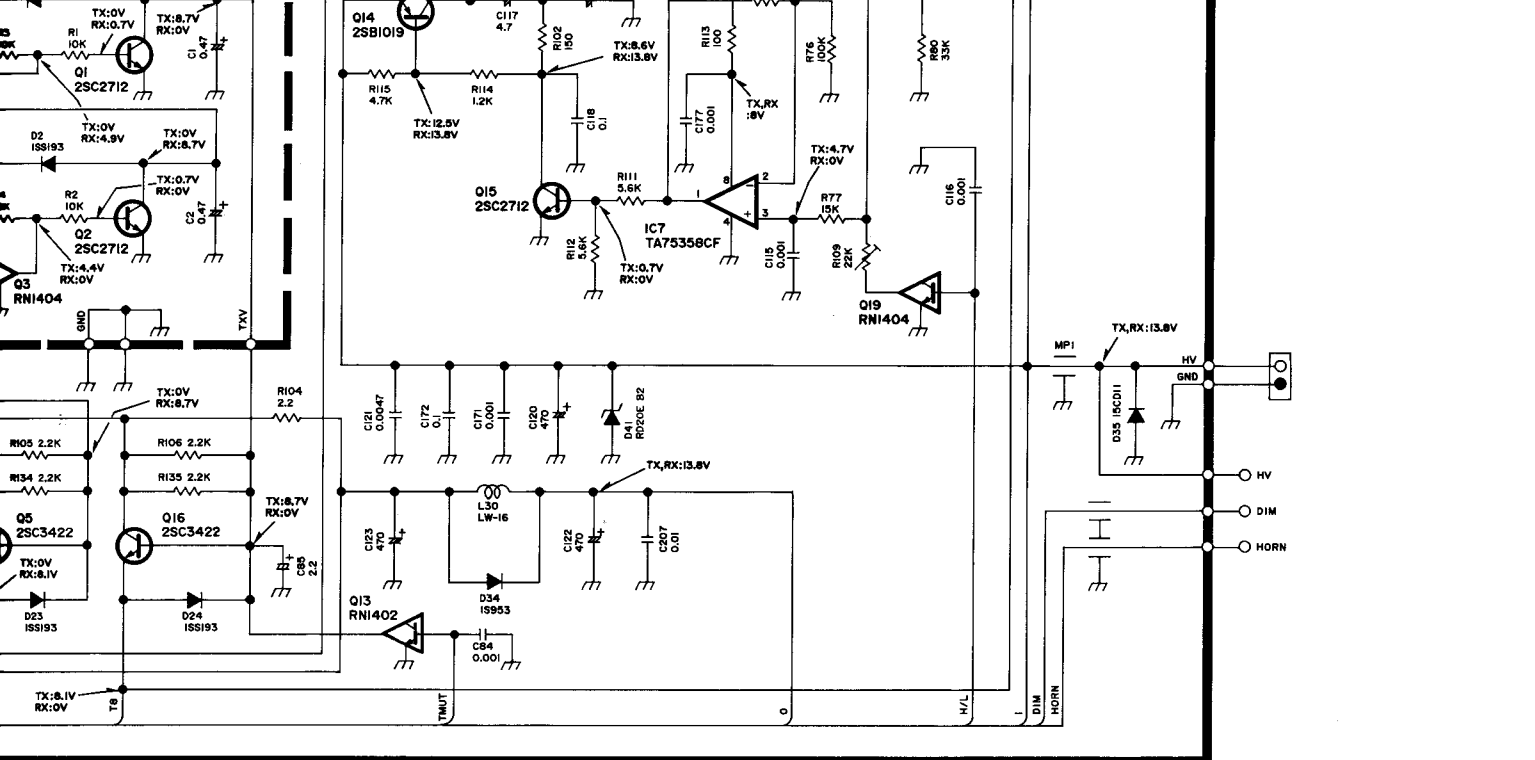 TX:0V
RX:0.7V
TX:8.7V
RX:0V
R1
10K
Q1
2SC2712
C1
0.47
TX:0V
RX:4.9V
D2
1SS193
TX:0V
RX:8.7V
R2
10K
TX:0.7V
RX:0V
Q2
2SC2712
C2
0.47
TX:4.4V
RX:0V
Q3
RN1404
GND
TXV
Q14
2SB1019
C117
4.7
R102
150
TX:8.6V
RX:13.8V
R115
4.7K
R114
1.2K
TX:12.5V
RX:13.8V
C118
0.1
Q15
2SC2712
R111
5.6K
R112
5.6K
TX:0.7V
RX:0V
R113
100
C177
0.001
TX,RX
:8V
R76
100K
R80
33K
TX:4.7V
RX:0V
1
8
2
3
4
IC7
TA75358CF
R77
15K
C115
0.001
R109
22K
C116
0.001
Q19
RN1404
MP1
TX,RX:13.8V
HV
GND
D35 15CD11
HV
DIM
HORN
TX:0V
RX:8.7V
R104
2.2
R105 2.2K
R106 2.2K
R134 2.2K
R135 2.2K
Q5
2SC3422
Q16
2SC3422
TX:8.7V
RX:0V
TX:0V
RX:8.1V
C85
2.2
D23
1SS193
D24
1SS193
C121
0.0047
C172
0.1
C171
0.001
C120
470
D41
RD20E B2
TX,RX:13.8V
L30
LW-16
C123
470
C122
470
C207
0.01
D34
1S953
Q13
RN1402
C84
0.001
TX:8.1V
RX:0V
T8
TMUT
O
H/L
I
DIM
HORN